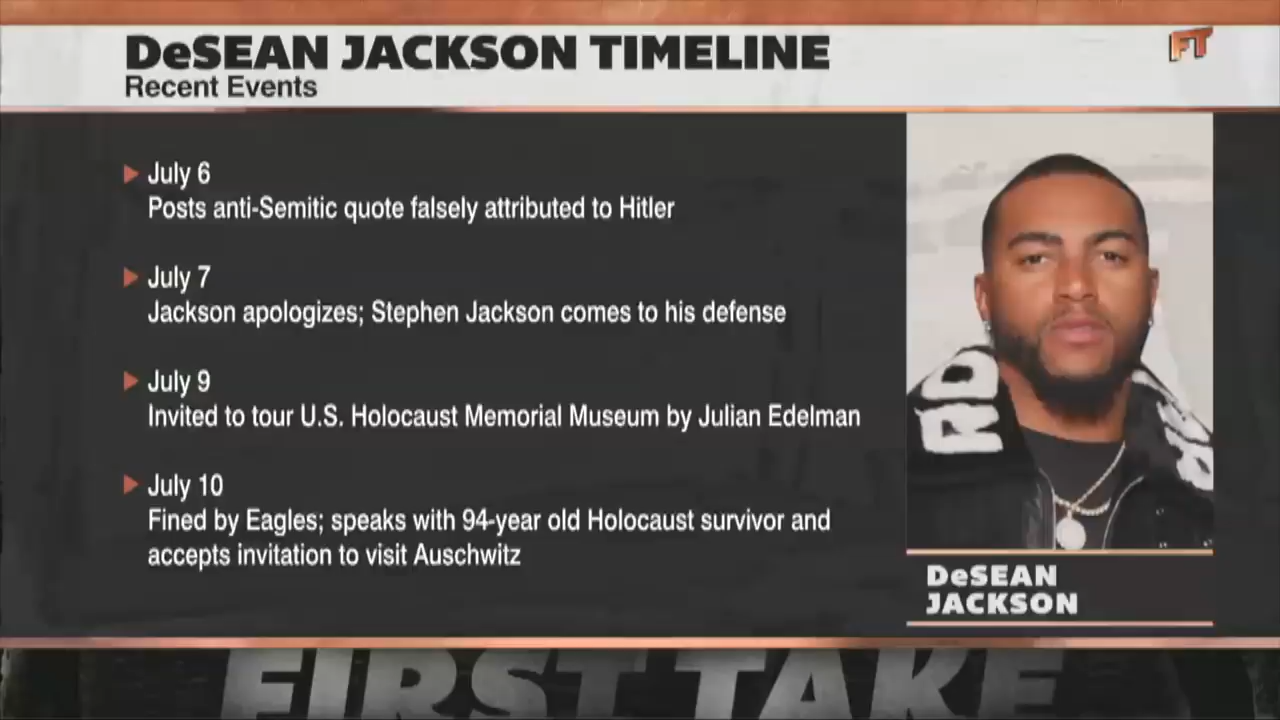 DeSEAN JACKSON TIMELINE
FT
Recent Events
July 6
Posts anti-Semitic quote falsely attributed to Hitler
July 7
Jackson apologizes; Stephen Jackson comes to his defense
July 9
Invited to tour U.S. Holocaust Memorial Museum by Julian Edelman
July 10
Fined by Eagles; speaks with 94-year old Holocaust survivor and
accepts invitation to visit Auschwitz
DeSEAN
JACKSON
FIRST TAKE